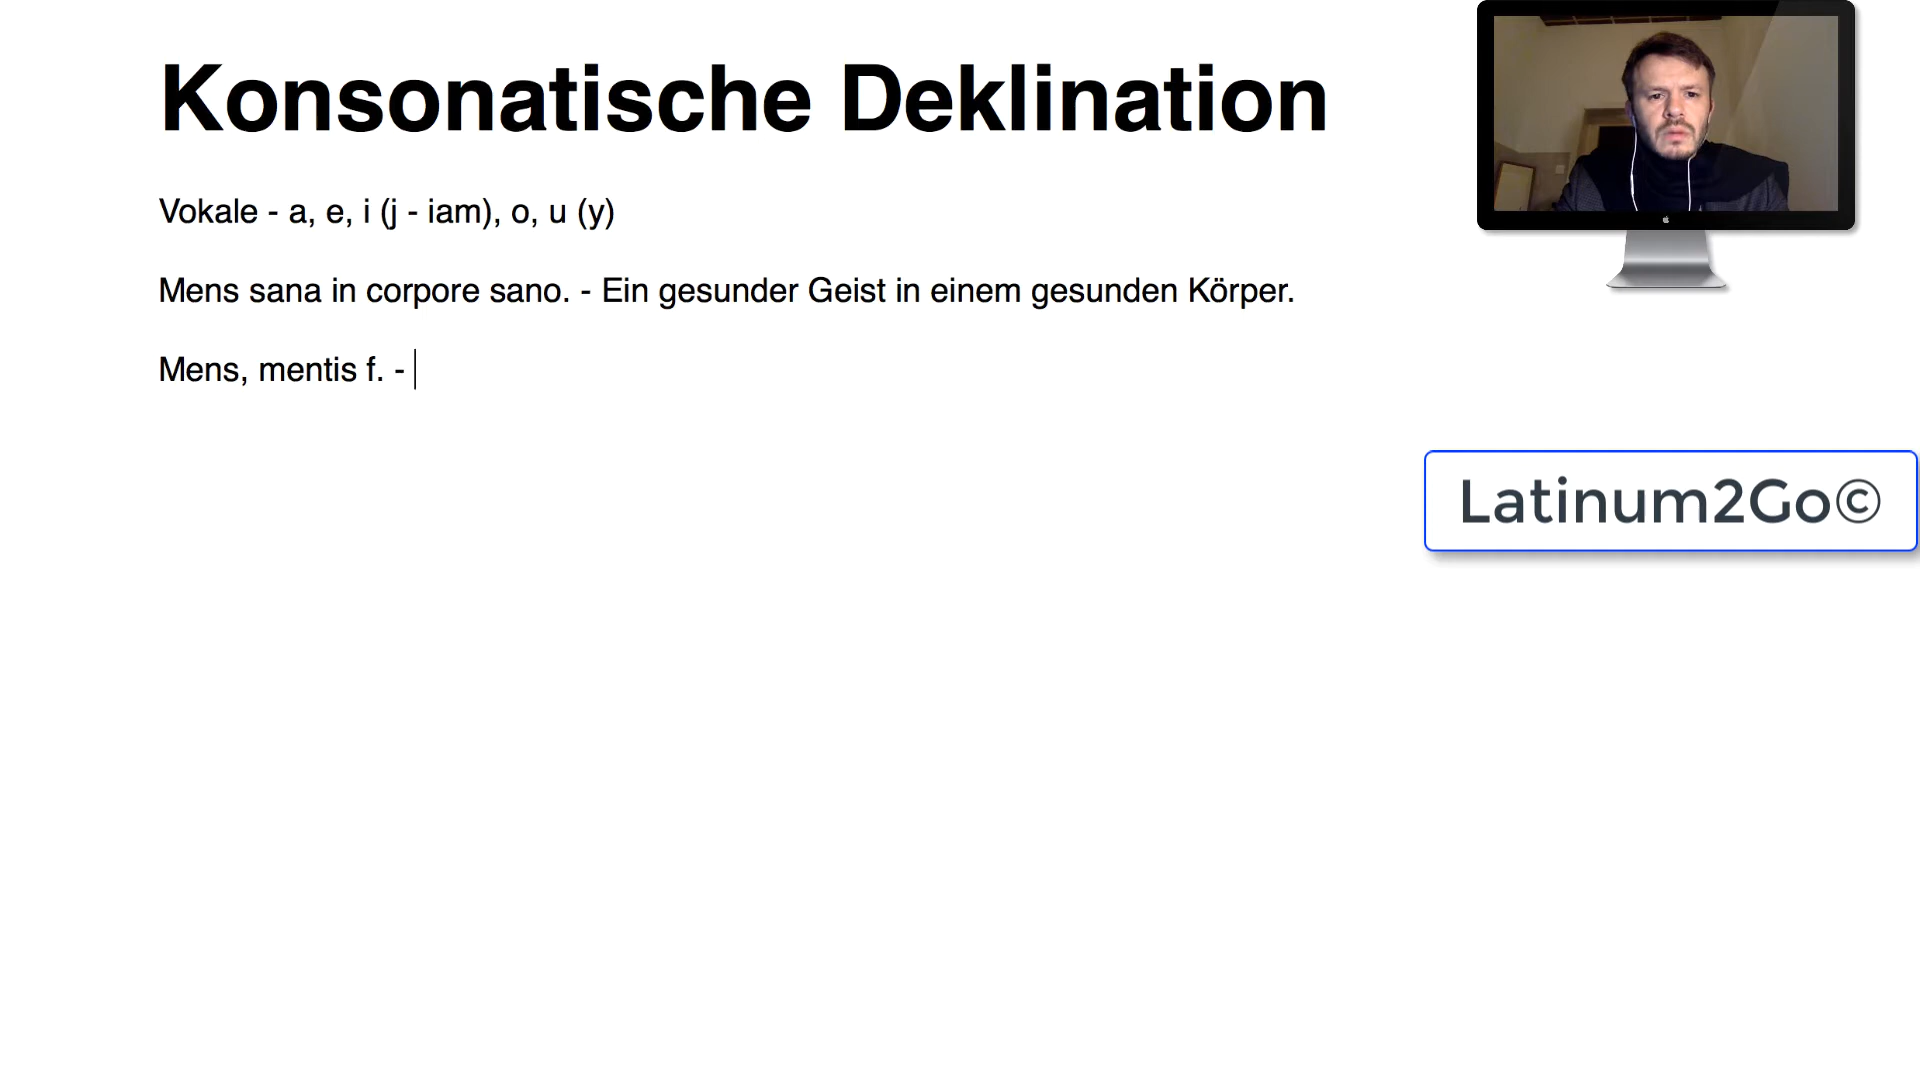 Konsonatische Deklination
Vokale - a, e, i (j - iam), o, u (y)
Mens sana in corpore sano. - Ein gesunder Geist in einem gesunden Körper.
Mens, mentis f. -
Latinum2Go©